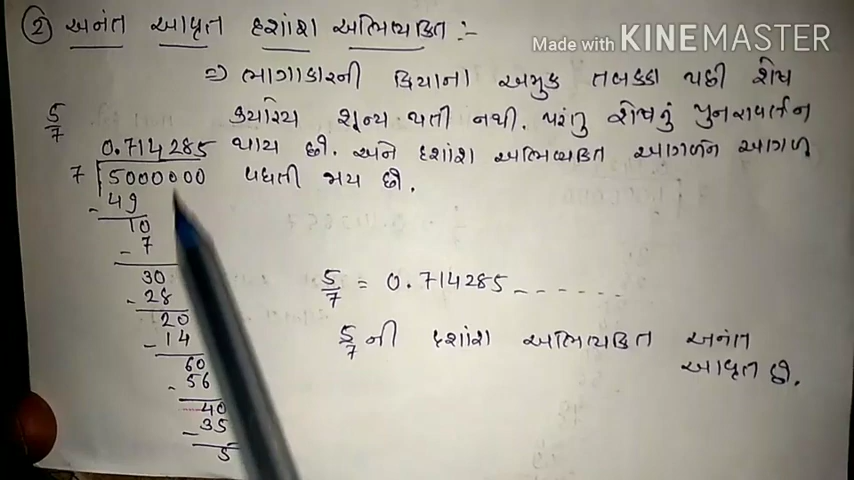 ② અનંત આવૃત દશાંશ અભિવ્યકિત :-
Made with KINEMASTER
⇒ ભાગાકારની ક્રિયાના અમુક તબકકા પછી શેષ
કયારેય શૂન્ય થતી નથી. પરંતુ શેષનું પુનરાવર્તન
થાય છે. અને દશાંશ અભિવ્યકિત આગળને આગળ
વધતી જાય છે.
5/7
0.714285
7 5000000
- 49
10
- 7
30
- 28
20
- 14
60
- 56
40
- 35
5
5/7 = 0.714285 _ _ _ _ _ ....
5/7 ની દશાંશ અભિવ્યકિત અનંત
આવૃત છે.